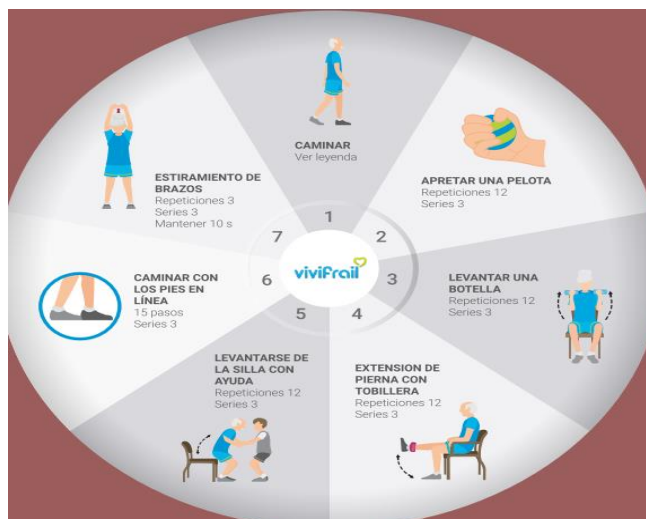 1
CAMINAR
Ver leyenda
2
APRETAR UNA PELOTA
Repeticiones 12
Series 3
3
LEVANTAR UNA
BOTELLA
Repeticiones 12
Series 3
4
EXTENSION DE
PIERNA CON
TOBILLERA
Repeticiones 12
Series 3
5
LEVANTARSE DE
LA SILLA CON
AYUDA
Repeticiones 12
Series 3
6
CAMINAR CON
LOS PIES EN
LÍNEA
15 pasos
Series 3
7
ESTIRAMIENTO DE
BRAZOS
Repeticiones 3
Series 3
Mantener 10 s
vivifrail